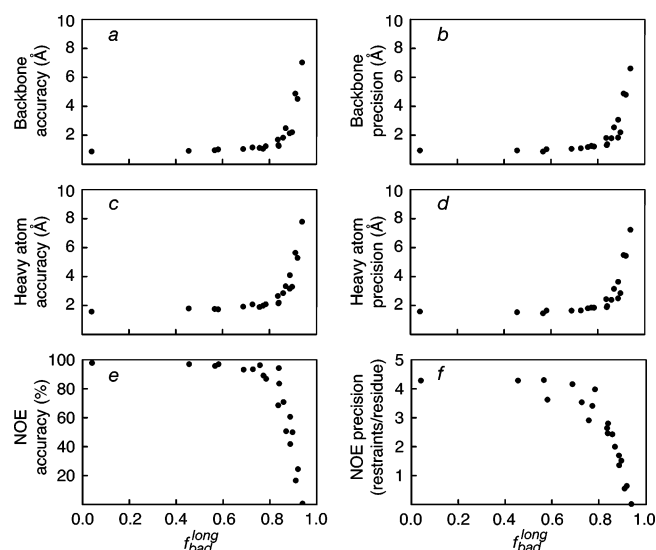 10
8
6
4
2
Backbone
accuracy (Å)
a
10
8
6
4
2
Backbone
precision (Å)
b
10
8
6
4
2
Heavy atom
accuracy (Å)
c
10
8
6
4
2
Heavy atom
precision (Å)
d
100
80
60
40
20
NOE
accuracy (%)
e
0.0 0.2 0.4 0.6 0.8 1.0
f long bad
5
4
3
2
1
NOE precision
(restraints/residue)
f
0.0 0.2 0.4 0.6 0.8 1.0
f long bad